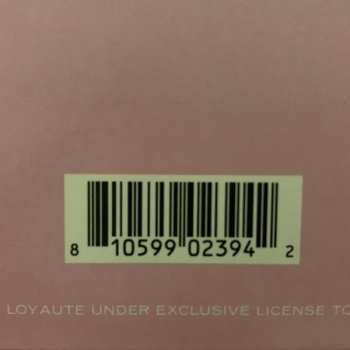 8 10599 02394 2
LOYAUTE UNDER EXCLUSIVE LICENSE TO